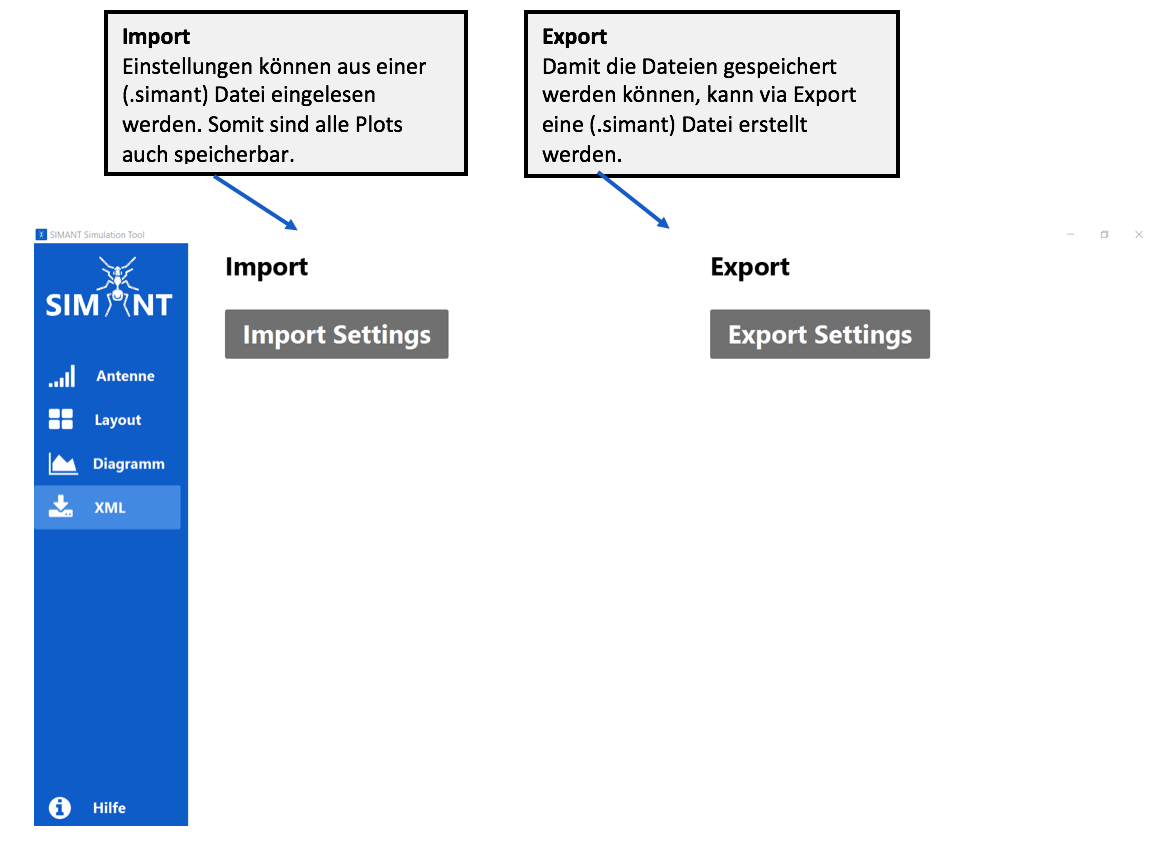 Import
Einstellungen können aus einer
(.simant) Datei eingelesen
werden. Somit sind alle Plots
auch speicherbar.
Export
Damit die Dateien gespeichert
werden können, kann via Export
eine (.simant) Datei erstellt
werden.
SIMANT Simulation Tool
SIMANT
Antenne
Layout
Diagramm
XML
Hilfe
Import
Import Settings
Export
Export Settings